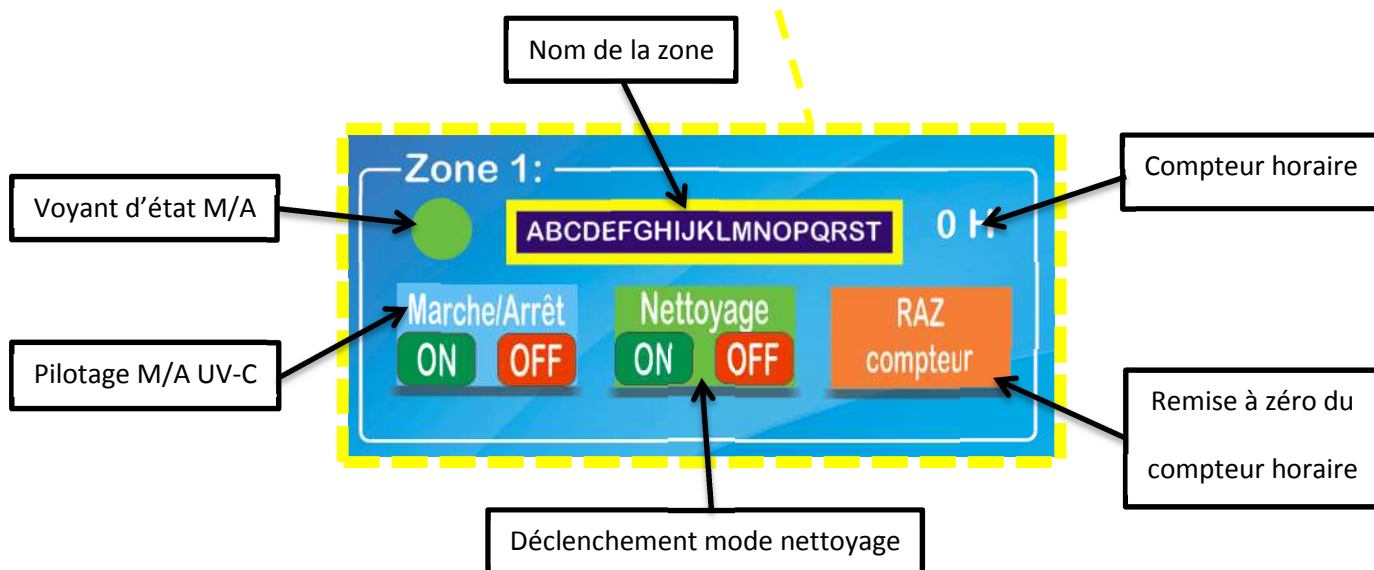 Nom de la zone
Compteur horaire
Voyant d'état M/A
Zone 1:
ABCDEFGHIJKLMNOPQRST
0 H
Marche/Arrêt
ON OFF
Nettoyage
ON OFF
RAZ
compteur
Pilotage M/A UV-C
Remise à zéro du
compteur horaire
Déclenchement mode nettoyage